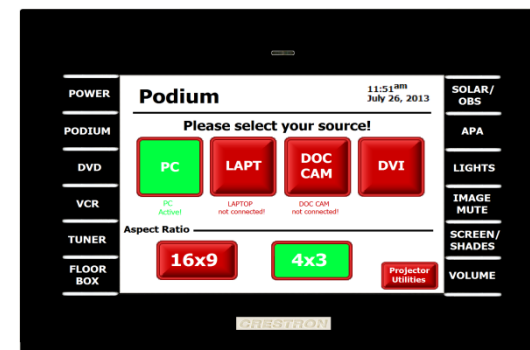 POWER
PODIUM
DVD
VCR
TUNER
FLOOR
BOX
Podium
11:51am
July 26, 2013
Please select your source!
PC
LAPT
DOC
CAM
DVI
PC
Active!
LAPTOP
not connected!
DOC CAM
not connected!
Aspect Ratio
16x9
4x3
Projector
Utilities
SOLAR/
OBS
APA
LIGHTS
IMAGE
MUTE
SCREEN/
SHADES
VOLUME
CRESTRON